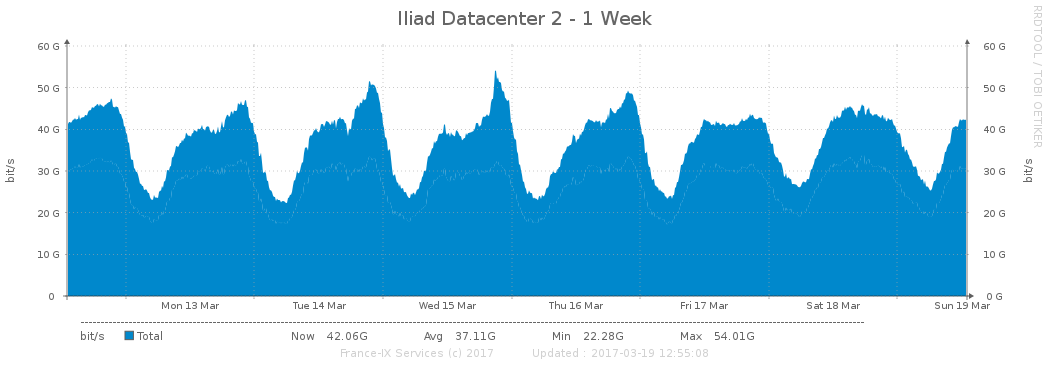 Iliad Datacenter 2 - 1 Week
RRDTOOL / TOBI OETIKER
60 G 60 G
50 G 50 G
40 G 40 G
30 G 30 G
20 G 20 G
10 G 10 G
0 0 G
bit/s
bit/s
Mon 13 Mar Tue 14 Mar Wed 15 Mar Thu 16 Mar Fri 17 Mar Sat 18 Mar Sun 19 Mar
bit/s Total Now 42.06G Avg 37.11G Min 22.28G Max 54.01G
France-IX Services (c) 2017 Updated : 2017-03-19 12:55:08